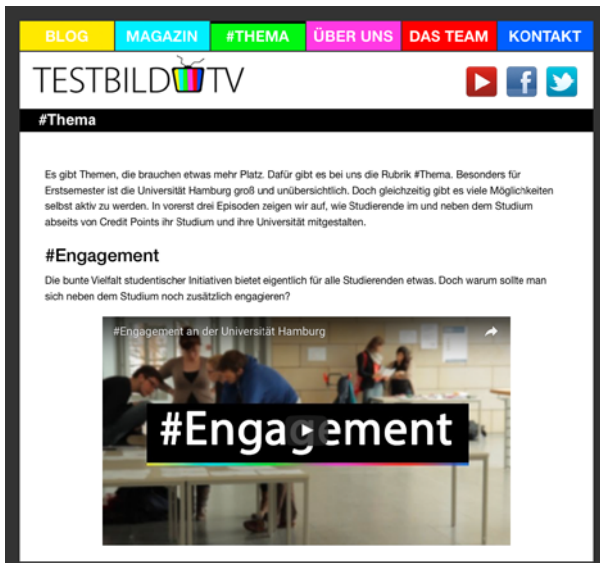 BLOG MAGAZIN #THEMA ÜBER UNS DAS TEAM KONTAKT
TESTBILD TV
#Thema
Es gibt Themen, die brauchen etwas mehr Platz. Dafür gibt es bei uns die Rubrik #Thema. Besonders für
Erstsemester ist die Universität Hamburg groß und unübersichtlich. Doch gleichzeitig gibt es viele Möglichkeiten
selbst aktiv zu werden. In vorerst drei Episoden zeigen wir auf, wie Studierende im und neben dem Studium
abseits von Credit Points ihr Studium und ihre Universität mitgestalten.
#Engagement
Die bunte Vielfalt studentischer Initiativen bietet eigentlich für alle Studierenden etwas. Doch warum sollte man
sich neben dem Studium noch zusätzlich engagieren?
#Engagement an der Universität Hamburg
#Engagement